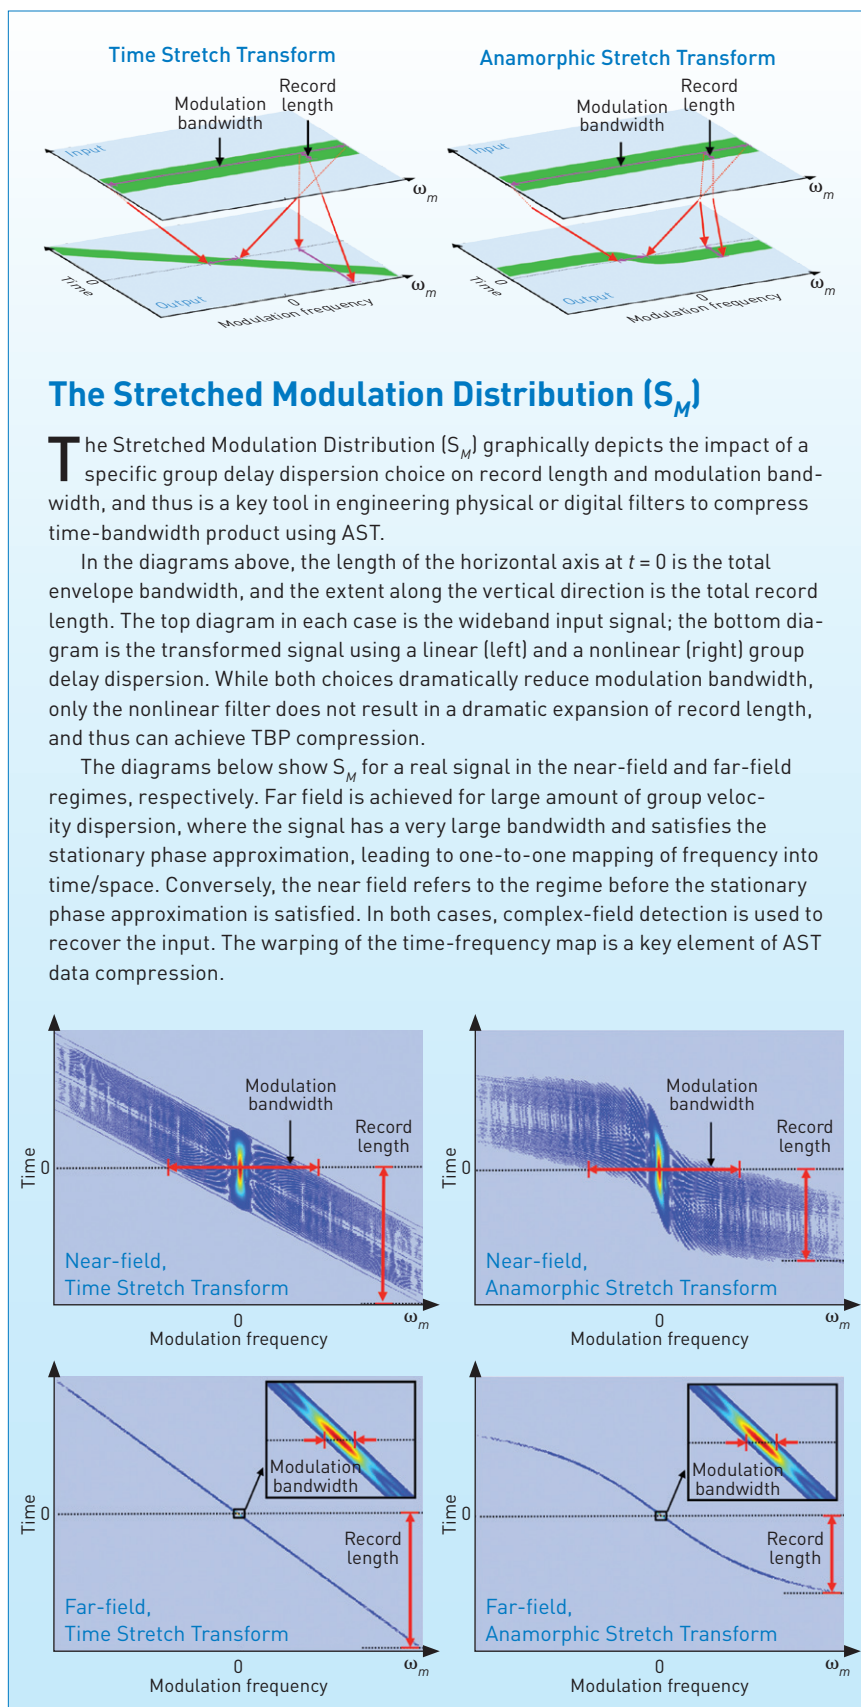 Time Stretch Transform
Anamorphic Stretch Transform
Modulation
bandwidth
Record
length
Input
ωm
Time
0
Output
0
Modulation frequency
ωm
Modulation
bandwidth
Record
length
Input
ωm
Time
0
Output
0
Modulation frequency
ωm
The Stretched Modulation Distribution (SM)
The Stretched Modulation Distribution (SM) graphically depicts the impact of a
specific group delay dispersion choice on record length and modulation band-
width, and thus is a key tool in engineering physical or digital filters to compress
time-bandwidth product using AST.
In the diagrams above, the length of the horizontal axis at t = 0 is the total
envelope bandwidth, and the extent along the vertical direction is the total record
length. The top diagram in each case is the wideband input signal; the bottom dia-
gram is the transformed signal using a linear (left) and a nonlinear (right) group
delay dispersion. While both choices dramatically reduce modulation bandwidth,
only the nonlinear filter does not result in a dramatic expansion of record length,
and thus can achieve TBP compression.
The diagrams below show SM for a real signal in the near-field and far-field
regimes, respectively. Far field is achieved for large amount of group veloc-
ity dispersion, where the signal has a very large bandwidth and satisfies the
stationary phase approximation, leading to one-to-one mapping of frequency into
time/space. Conversely, the near field refers to the regime before the stationary
phase approximation is satisfied. In both cases, complex-field detection is used to
recover the input. The warping of the time-frequency map is a key element of AST
data compression.
Modulation
bandwidth
Record
length
Time
0
Near-field,
Time Stretch Transform
0
ωm
Modulation frequency
Modulation
bandwidth
Record
length
Time
0
Near-field,
Anamorphic Stretch Transform
0
ωm
Modulation frequency
Modulation
bandwidth
Time
0
Record
length
Far-field,
Time Stretch Transform
0
ωm
Modulation frequency
Modulation
bandwidth
Time
0
Record
length
Far-field,
Anamorphic Stretch Transform
0
ωm
Modulation frequency